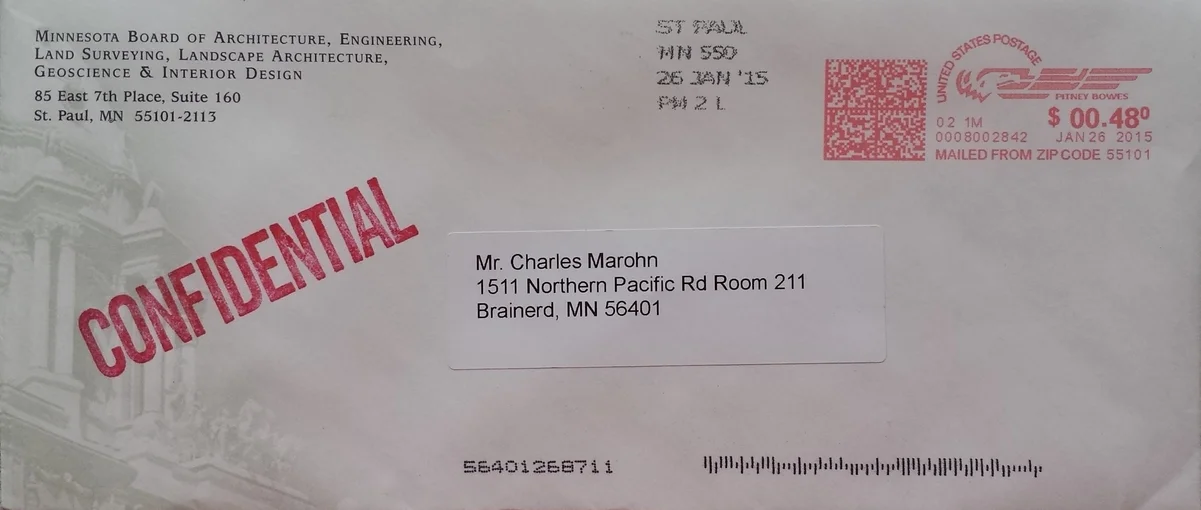 MINNESOTA BOARD OF ARCHITECTURE, ENGINEERING,
LAND SURVEYING, LANDSCAPE ARCHITECTURE,
GEOSCIENCE & INTERIOR DESIGN
85 East 7th Place, Suite 160
St. Paul, MN 55101-2113
ST PAUL
MN 550
26 JAN '15
PM 2 L
UNITED STATES POSTAGE
PITNEY BOWES
02 1M
$ 00.48⁰
0008002842
JAN 26 2015
MAILED FROM ZIP CODE 55101
CONFIDENTIAL
Mr. Charles Marohn
1511 Northern Pacific Rd Room 211
Brainerd, MN 56401
56401268711